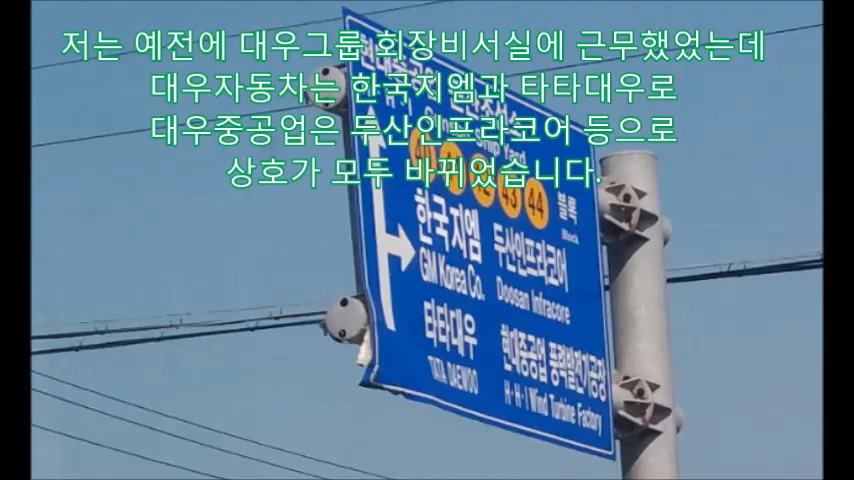 저는 예전에 대우그룹 회장비서실에 근무했었는데
대우자동차는 한국지엠과 타타대우로
대우중공업은 두산인프라코어 등으로
상호가 모두 바뀌었습니다.
40 41 42 43 44 블록
Block
한국지엠 두산인프라코어
GM Korea Co. Doosan Infracore
타타대우 현대중공업 풍력발전기공장
TATA DAEWOO H·H·I Wind Turbine Factory